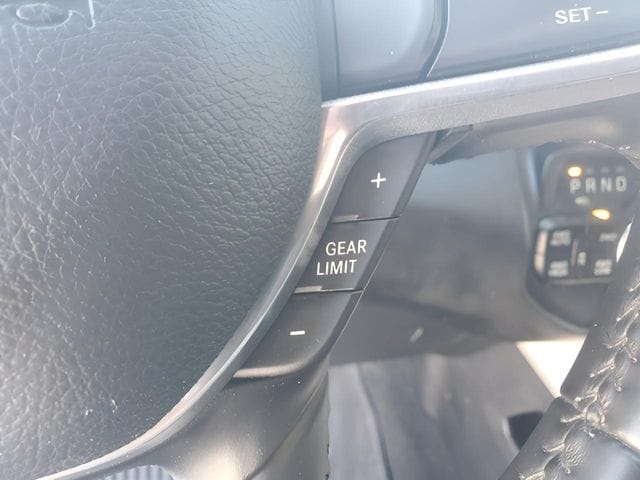 SET−
+
GEAR
LIMIT
−
PRND